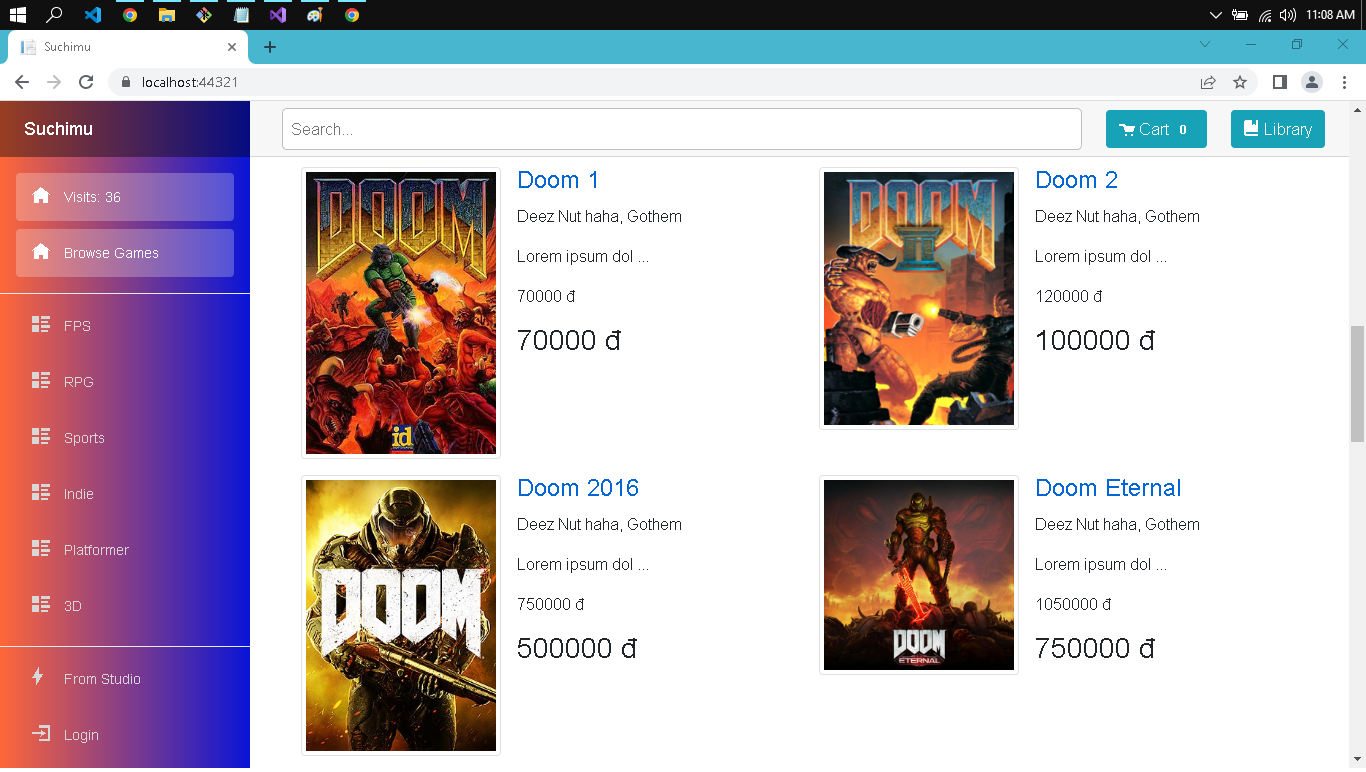 11:08 AM
Suchimu
localhost:44321
Suchimu
Search...
Cart 0
Library
Visits: 36
Browse Games
FPS
RPG
Sports
Indie
Platformer
3D
From Studio
Login
DOOM
id
Doom 1
Deez Nut haha, Gothem
Lorem ipsum dol ...
70000 đ
70000 đ
DOOM
II
Doom 2
Deez Nut haha, Gothem
Lorem ipsum dol ...
120000 đ
100000 đ
DOOM
Doom 2016
Deez Nut haha, Gothem
Lorem ipsum dol ...
750000 đ
500000 đ
DOOM
ETERNAL
Doom Eternal
Deez Nut haha, Gothem
Lorem ipsum dol ...
1050000 đ
750000 đ